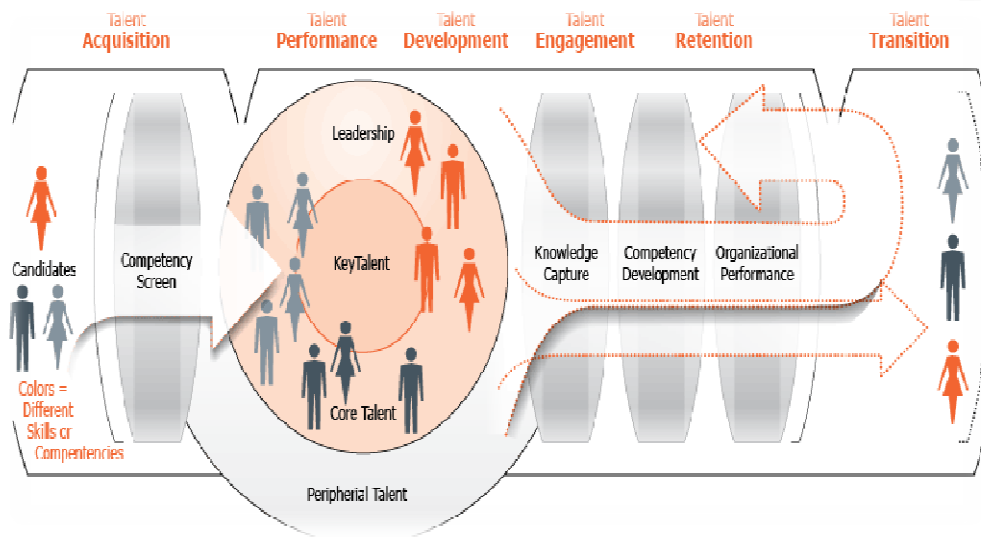 Talent
Acquisition
Talent
Performance
Talent
Development
Talent
Engagement
Talent
Retention
Talent
Transition
Leadership
KeyTalent
Candidates
Competency
Screen
Knowledge
Capture
Competency
Development
Organizational
Performance
Colors =
Different
Skills or
Compentencies
Core Talent
Peripherial Talent